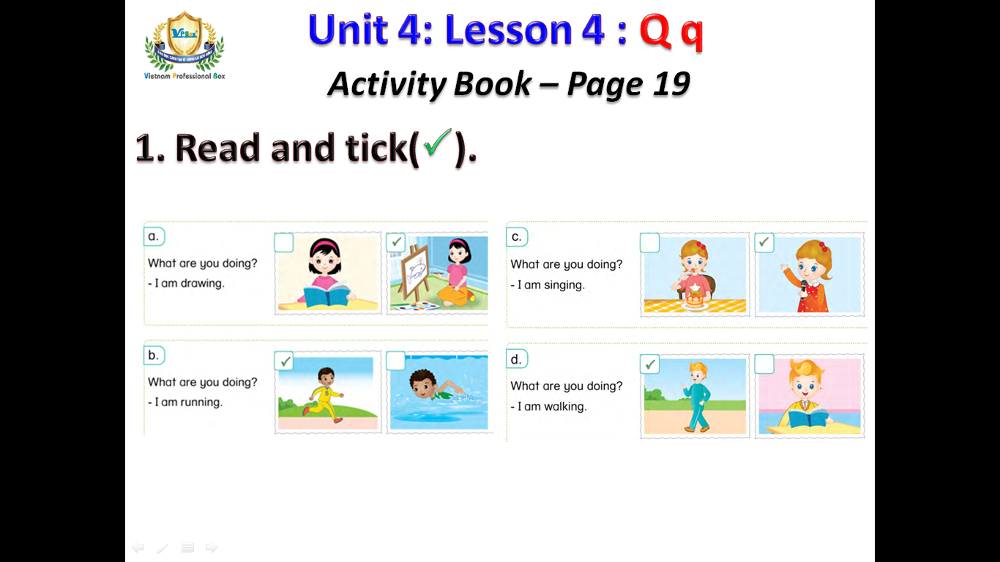 VPBox
Vietnam Professional Box
Unit 4: Lesson 4 : Q q
Activity Book – Page 19
1. Read and tick(✓).
a.
What are you doing?
- I am drawing.
b.
What are you doing?
- I am running.
c.
What are you doing?
- I am singing.
d.
What are you doing?
- I am walking.